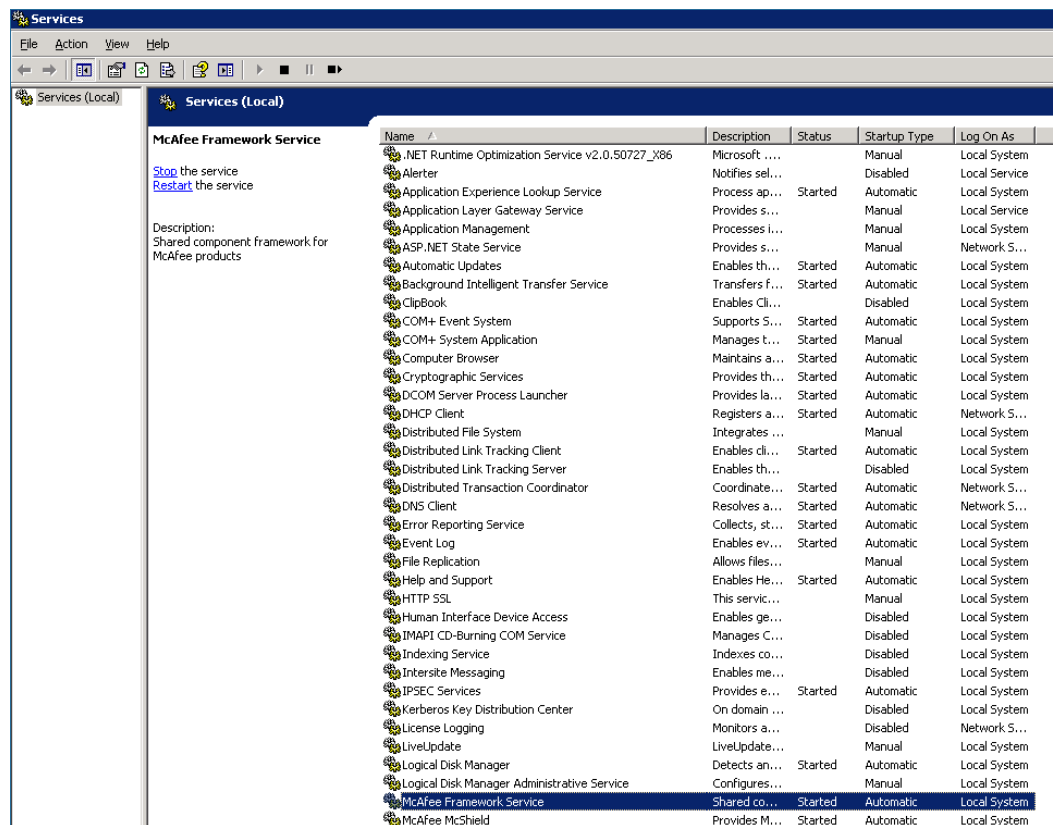 Services
File Action View Help
Services (Local)
Services (Local)
McAfee Framework Service
Stop the service
Restart the service
Description:
Shared component framework for
McAfee products
Name Description Status Startup Type Log On As
.NET Runtime Optimization Service v2.0.50727_X86 Microsoft .... Manual Local System
Alerter Notifies sel... Disabled Local Service
Application Experience Lookup Service Process ap... Started Automatic Local System
Application Layer Gateway Service Provides s... Manual Local Service
Application Management Processes i... Manual Local System
ASP.NET State Service Provides s... Manual Network S...
Automatic Updates Enables th... Started Automatic Local System
Background Intelligent Transfer Service Transfers f... Started Automatic Local System
ClipBook Enables Cli... Disabled Local System
COM+ Event System Supports S... Started Automatic Local System
COM+ System Application Manages t... Started Manual Local System
Computer Browser Maintains a... Started Automatic Local System
Cryptographic Services Provides th... Started Automatic Local System
DCOM Server Process Launcher Provides la... Started Automatic Local System
DHCP Client Registers a... Started Automatic Network S...
Distributed File System Integrates ... Manual Local System
Distributed Link Tracking Client Enables cli... Started Automatic Local System
Distributed Link Tracking Server Enables th... Disabled Local System
Distributed Transaction Coordinator Coordinate... Started Automatic Network S...
DNS Client Resolves a... Started Automatic Network S...
Error Reporting Service Collects, st... Started Automatic Local System
Event Log Enables ev... Started Automatic Local System
File Replication Allows files... Manual Local System
Help and Support Enables He... Started Automatic Local System
HTTP SSL This servic... Manual Local System
Human Interface Device Access Enables ge... Disabled Local System
IMAPI CD-Burning COM Service Manages C... Disabled Local System
Indexing Service Indexes co... Disabled Local System
Intersite Messaging Enables me... Disabled Local System
IPSEC Services Provides e... Started Automatic Local System
Kerberos Key Distribution Center On domain ... Disabled Local System
License Logging Monitors a... Disabled Network S...
LiveUpdate LiveUpdate... Manual Local System
Logical Disk Manager Detects an... Started Automatic Local System
Logical Disk Manager Administrative Service Configures... Manual Local System
McAfee Framework Service Shared co... Started Automatic Local System
McAfee McShield Provides M... Started Automatic Local System